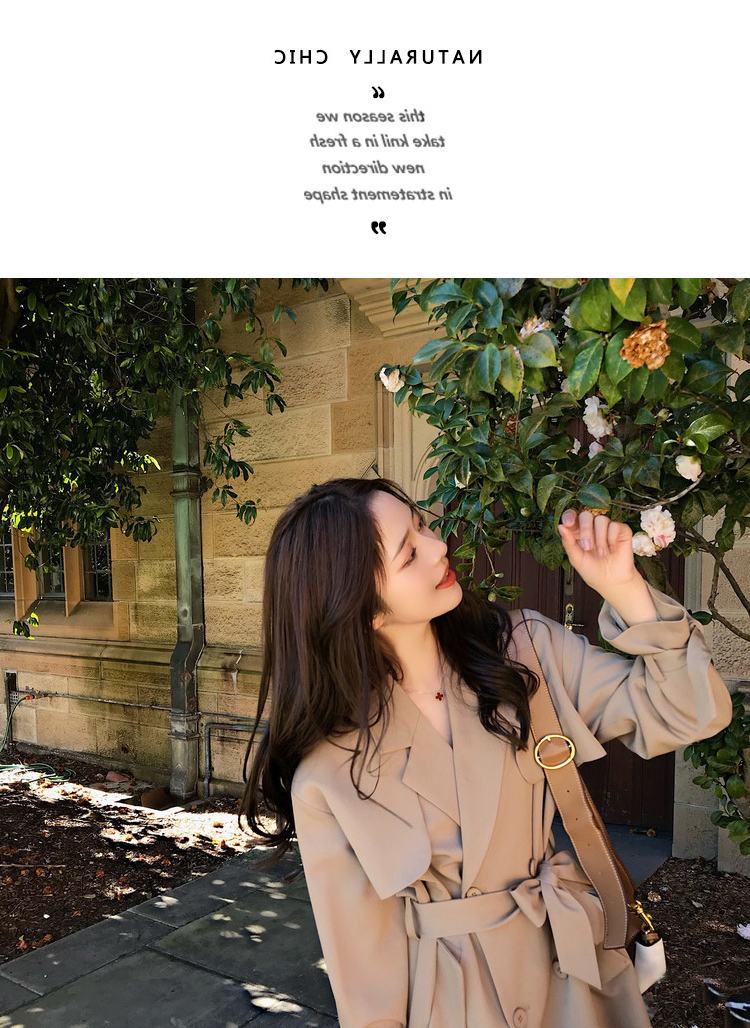 NATURALLY CHIC
“
this season we
take knil in a fresh
new direction
in stratement shape
”